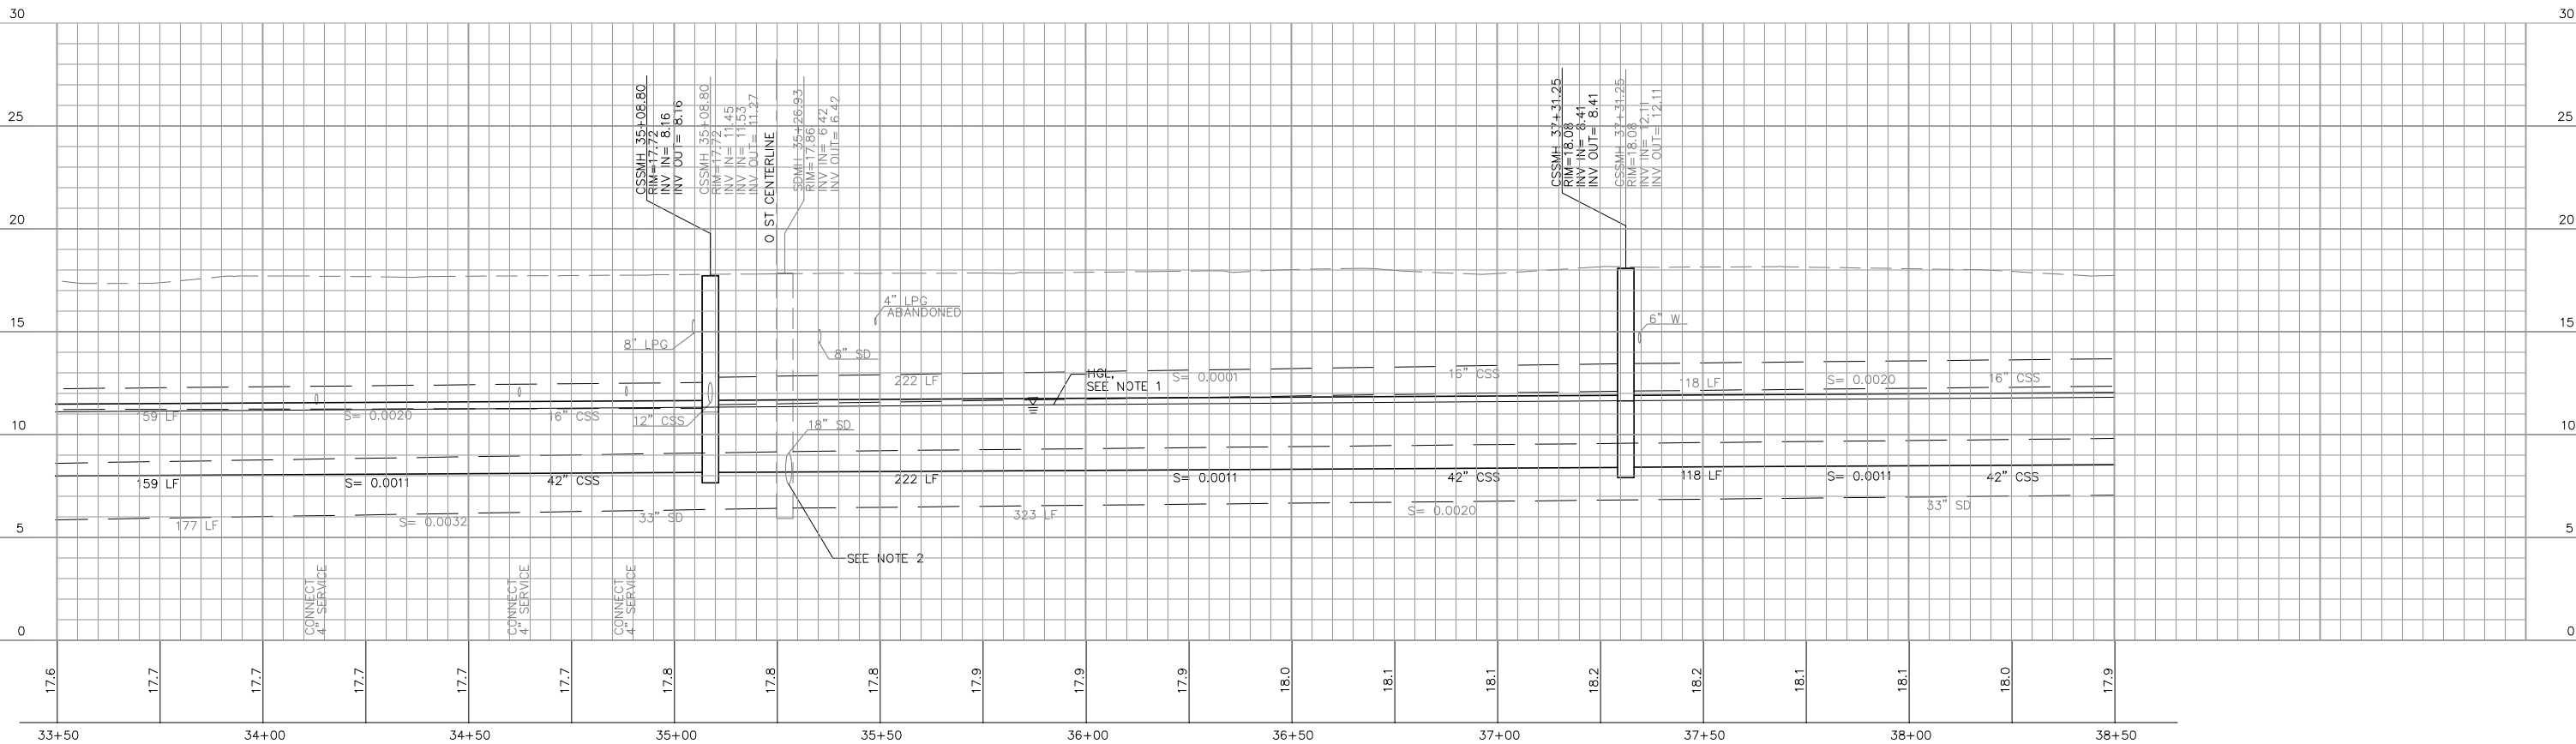 30
30
25
25
20
20
15
15
10
10
5
5
0
0
CSSMH 35+08.80
RIM=17.72
INV IN= 8.16
INV OUT= 8.16
CSSMH 35+08.80
RIM=17.72
INV IN= 11.45
INV IN= 11.53
INV OUT= 11.27
O ST CENTERLINE
SDMH 35+26.93
RIM=17.86
INV IN= 6.42
INV OUT= 6.42
CSSMH 37+31.25
RIM=18.08
INV IN= 8.41
INV OUT= 8.41
CSSMH 37+31.25
RIM=18.08
INV IN= 12.11
INV OUT= 12.11
4" LPG
ABANDONED
8" LPG
8" SD
6" W
HGL,
SEE NOTE 1
222 LF
S= 0.0001
16" CSS
118 LF
S= 0.0020
16" CSS
159 LF
S= 0.0020
16" CSS
12" CSS
18" SD
159 LF
S= 0.0011
42" CSS
222 LF
S= 0.0011
42" CSS
118 LF
S= 0.0011
42" CSS
177 LF
S= 0.0032
33" SD
323 LF
S= 0.0020
33" SD
SEE NOTE 2
CONNECT
4" SERVICE
CONNECT
4" SERVICE
CONNECT
4" SERVICE
17.6
17.7
17.7
17.7
17.7
17.7
17.8
17.8
17.8
17.9
17.9
17.9
18.0
18.1
18.1
18.2
18.2
18.1
18.1
18.0
17.9
33+50
34+00
34+50
35+00
35+50
36+00
36+50
37+00
37+50
38+00
38+50